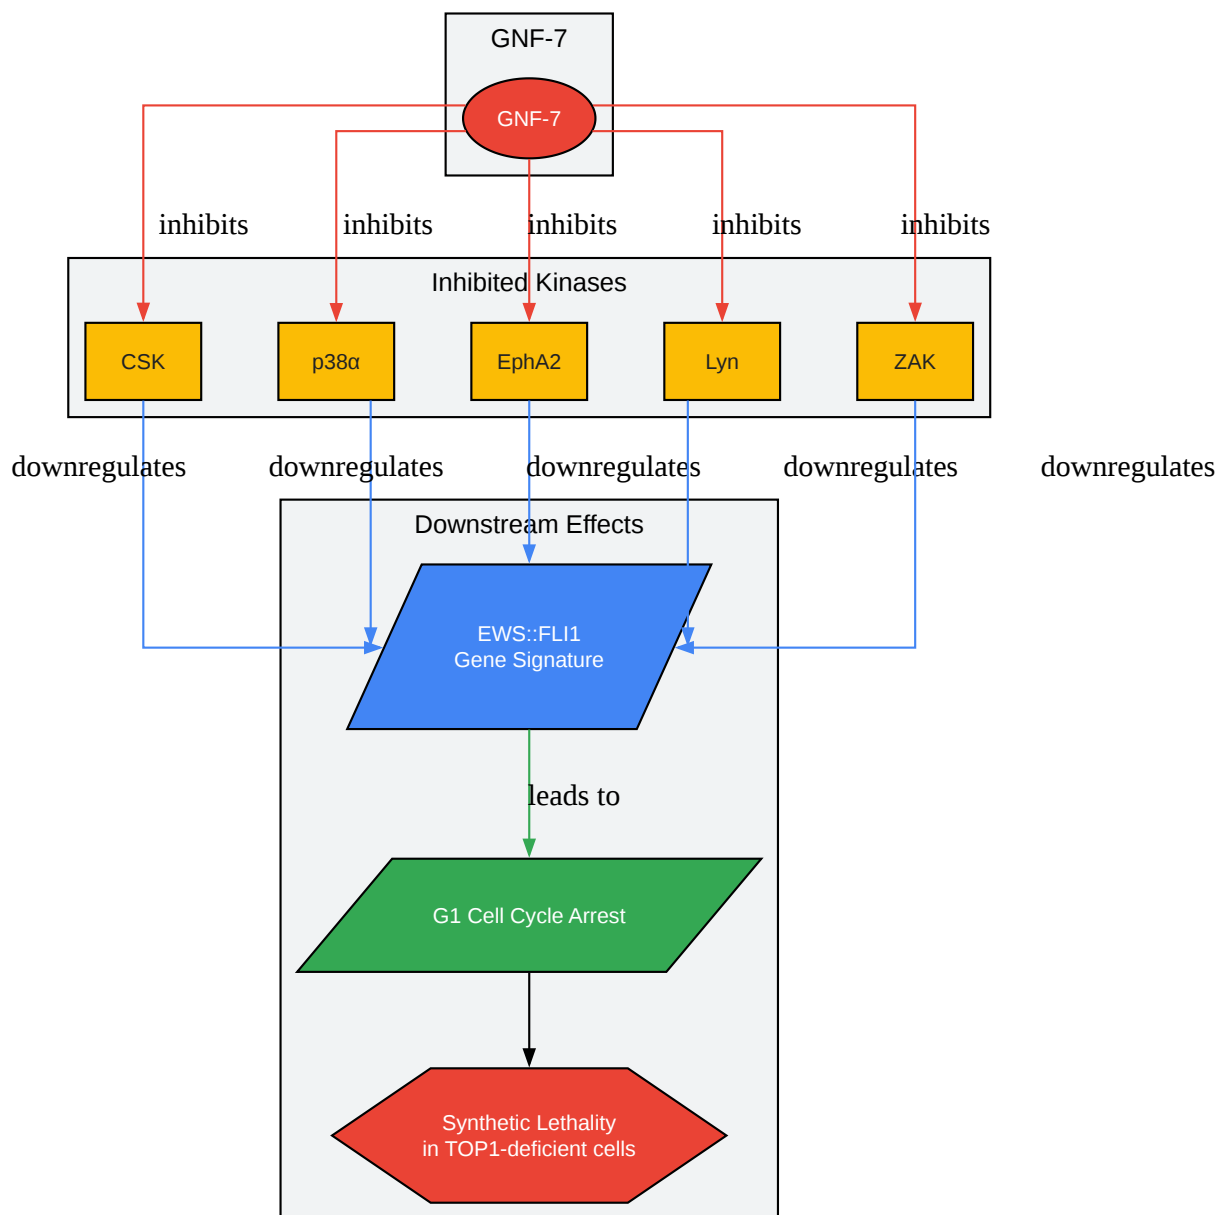 GNF-7
GNF-7
inhibits inhibits inhibits inhibits inhibits
Inhibited Kinases
CSK p38α EphA2 Lyn ZAK
downregulates downregulates downregulates downregulates downregulates
Downstream Effects
EWS::FLI1
Gene Signature
leads to
G1 Cell Cycle Arrest
Synthetic Lethality
in TOP1-deficient cells